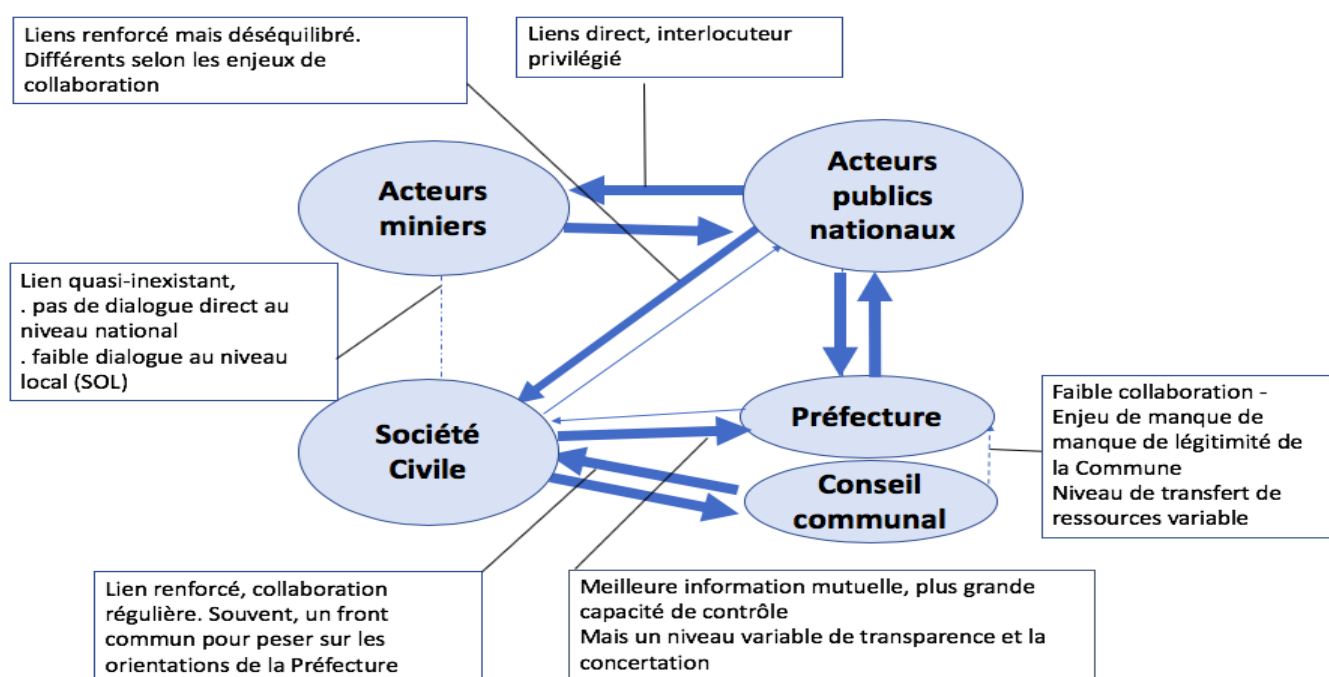 Liens renforcé mais déséquilibré.
Différents selon les enjeux de
collaboration
Liens direct, interlocuteur
privilégié
Acteurs
miniers
Acteurs
publics
nationaux
Lien quasi-inexistant,
. pas de dialogue direct au
niveau national
. faible dialogue au niveau
local (SOL)
Société
Civile
Préfecture
Conseil
communal
Faible collaboration -
Enjeu de manque de
manque de légitimité de
la Commune
Niveau de transfert de
ressources variable
Lien renforcé, collaboration
régulière. Souvent, un front
commun pour peser sur les
orientations de la Préfecture
Meilleure information mutuelle, plus grande
capacité de contrôle
Mais un niveau variable de transparence et la
concertation